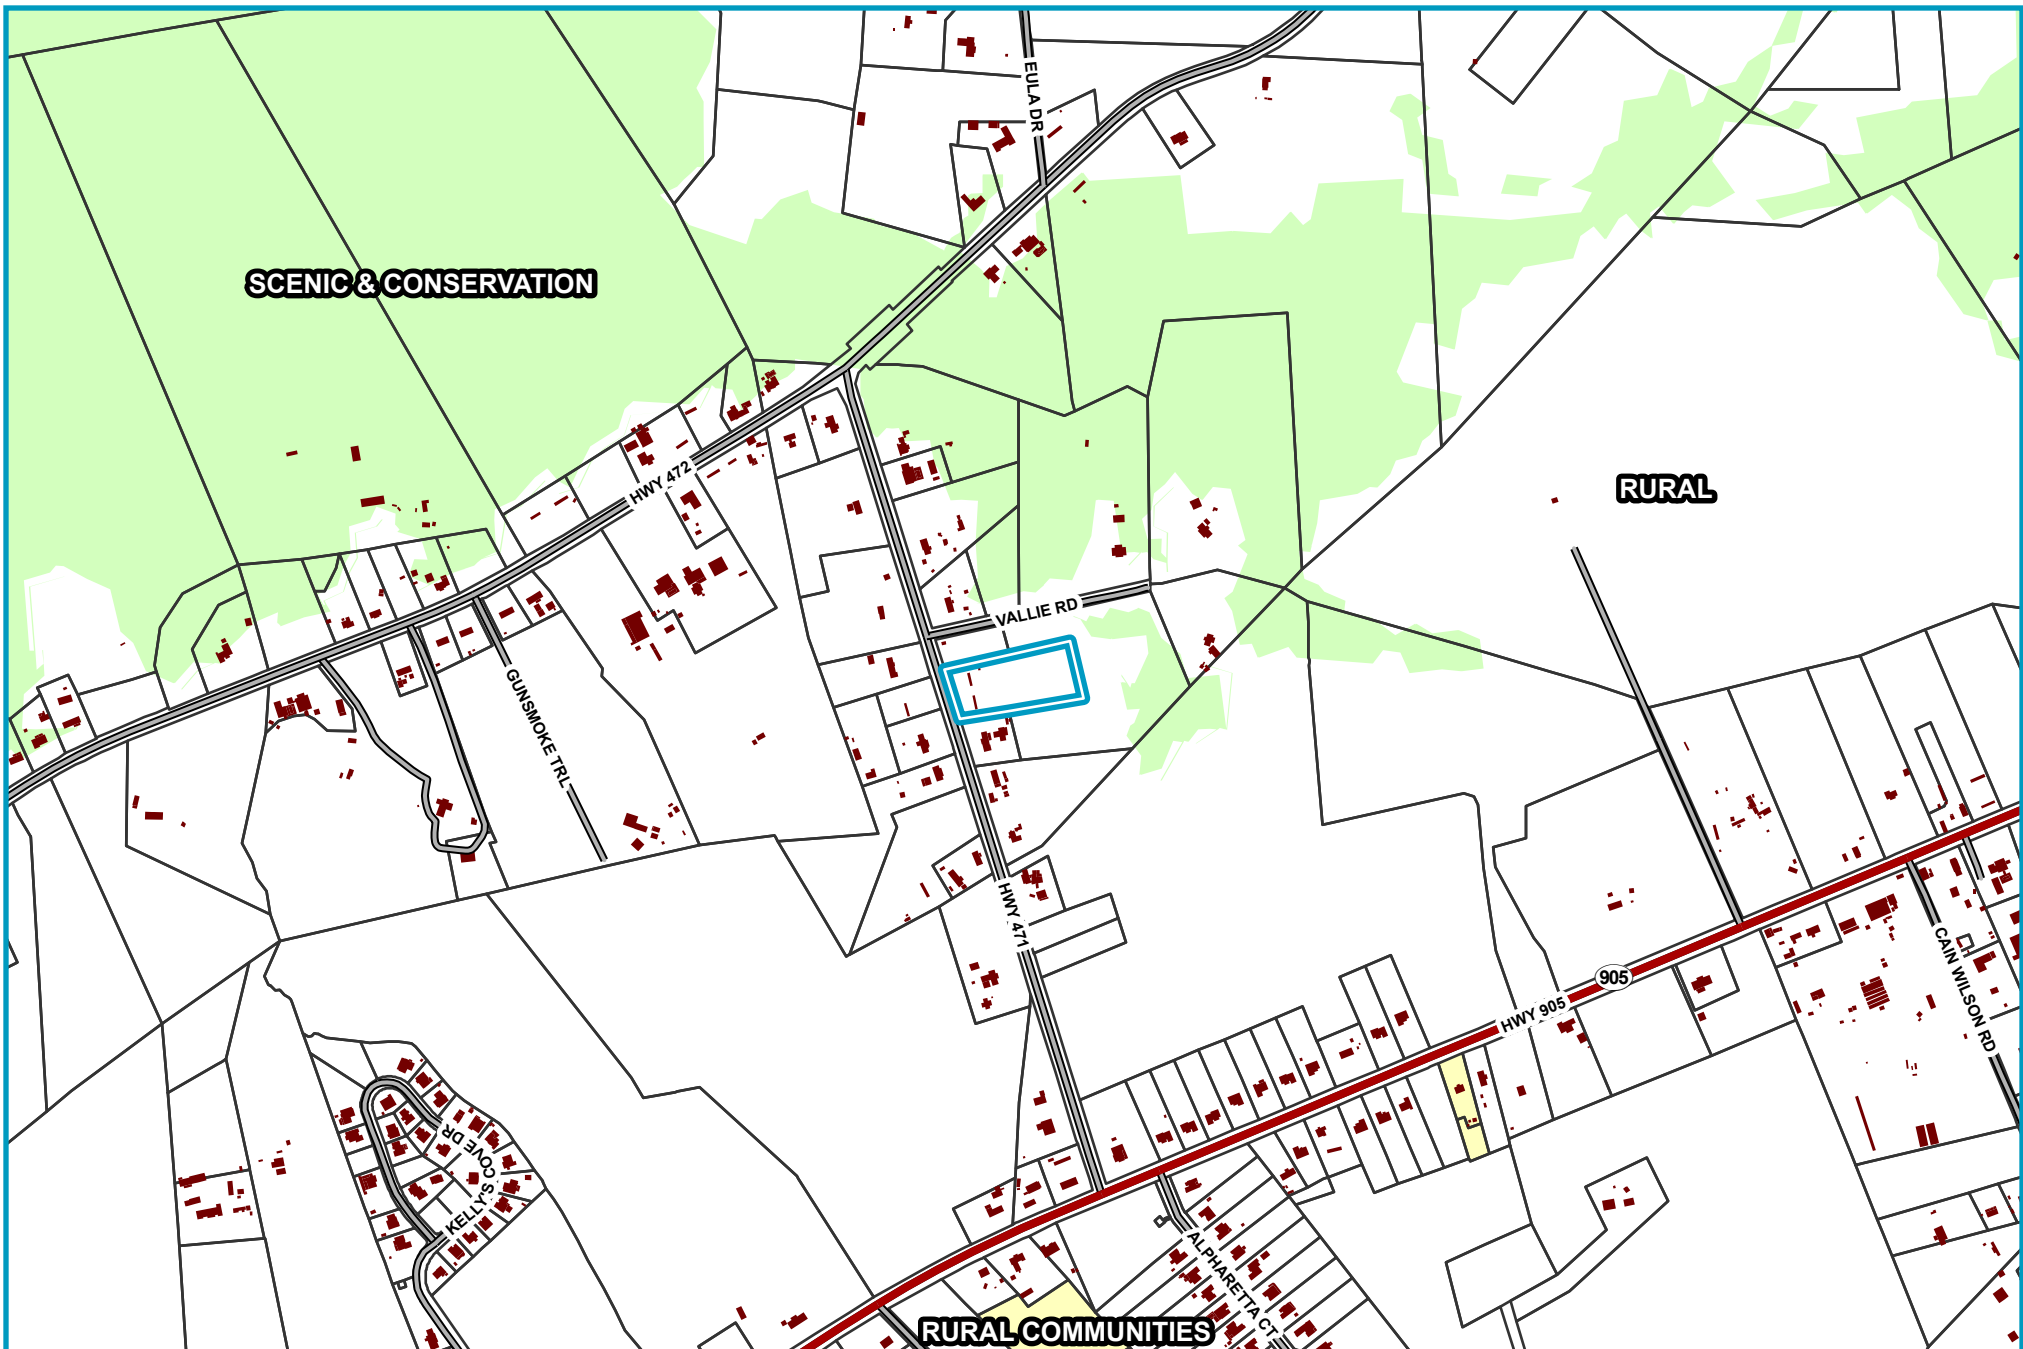 EULA DR
SCENIC & CONSERVATION
HWY 472
RURAL
VALLIE RD
GUNSMOKE TRL
HWY 471
905
HWY 905
CAIN WILSON RD
KELLY'S COVE DR
ALPHARETTA CT
RURAL COMMUNITIES